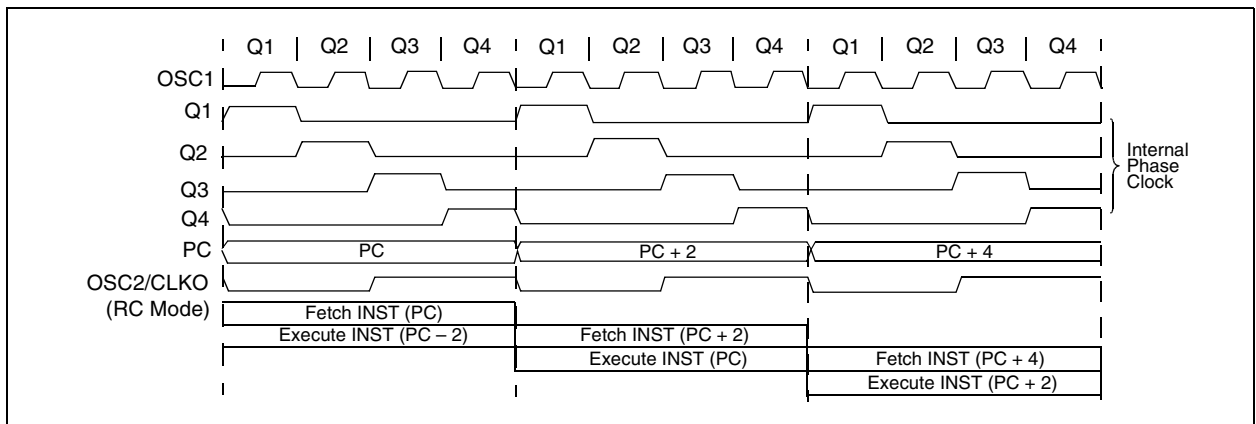 Q1 Q2 Q3 Q4 Q1 Q2 Q3 Q4 Q1 Q2 Q3 Q4
OSC1
Q1
Q2
Q3
Q4
Internal
Phase
Clock
PC PC PC + 2 PC + 4
OSC2/CLKO
(RC Mode)
Fetch INST (PC)
Execute INST (PC – 2) Fetch INST (PC + 2)
Execute INST (PC) Fetch INST (PC + 4)
Execute INST (PC + 2)